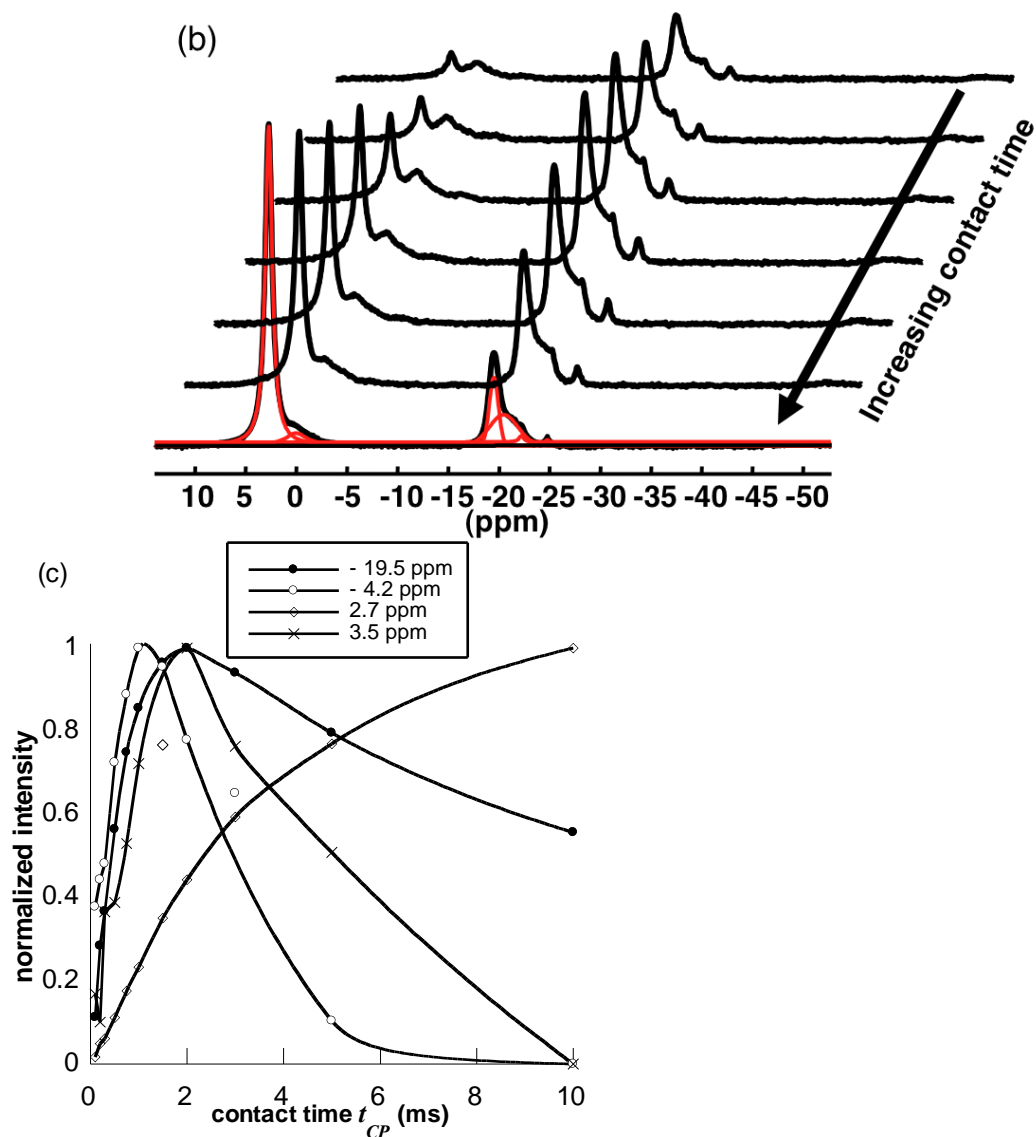 (b)
Increasing contact time
10 5 0 -5 -10 -15 -20 -25 -30 -35 -40 -45 -50
(ppm)
(c)
- 19.5 ppm
- 4.2 ppm
2.7 ppm
3.5 ppm
normalized intensity
1
0.8
0.6
0.4
0.2
0
0 2 4 6 8 10
contact time t_CP (ms)